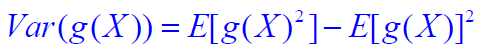 Var(g(X)) = E[g(X)²] − E[g(X)]²